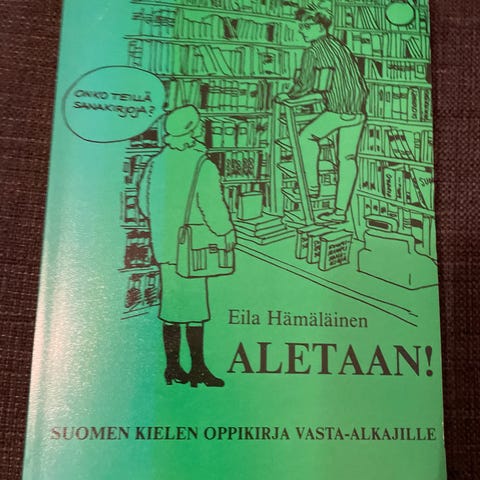 ONKO TEILLÄ
SANAKIRJOJA?
Eila Hämäläinen
ALETAAN!
SUOMEN KIELEN OPPIKIRJA VASTA-ALKAJILLE